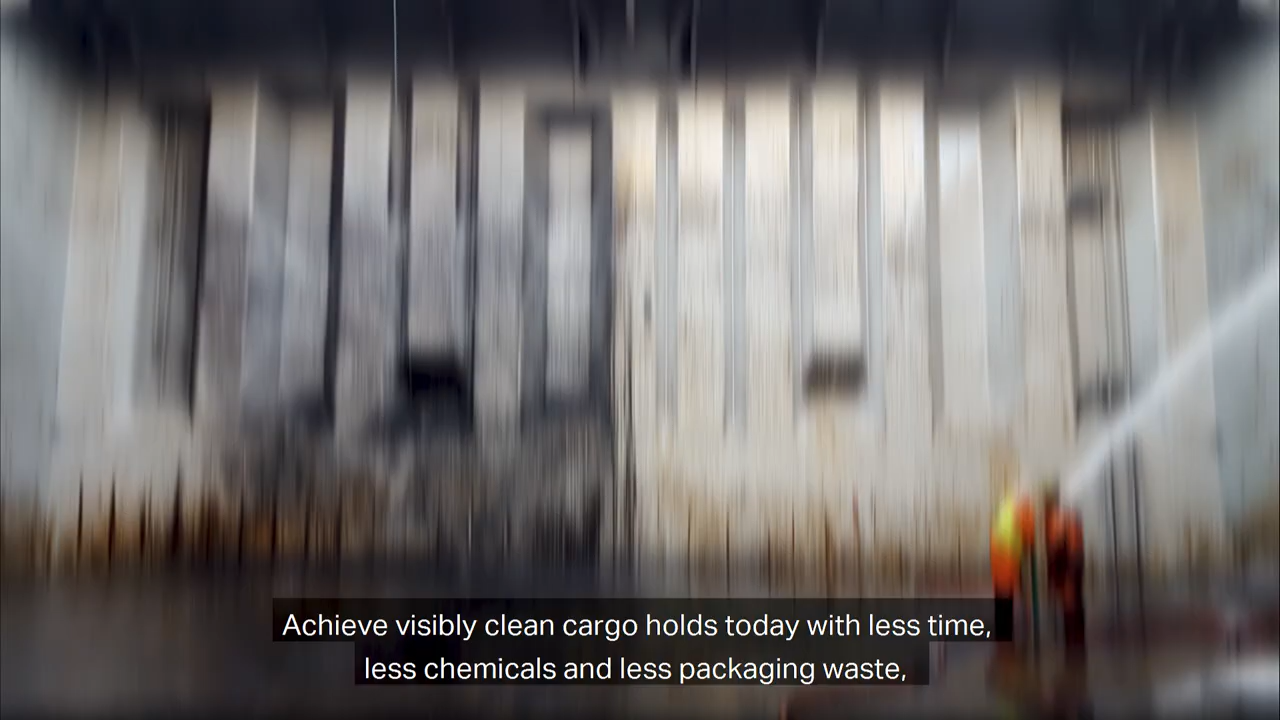 Achieve visibly clean cargo holds today with less time,
less chemicals and less packaging waste,